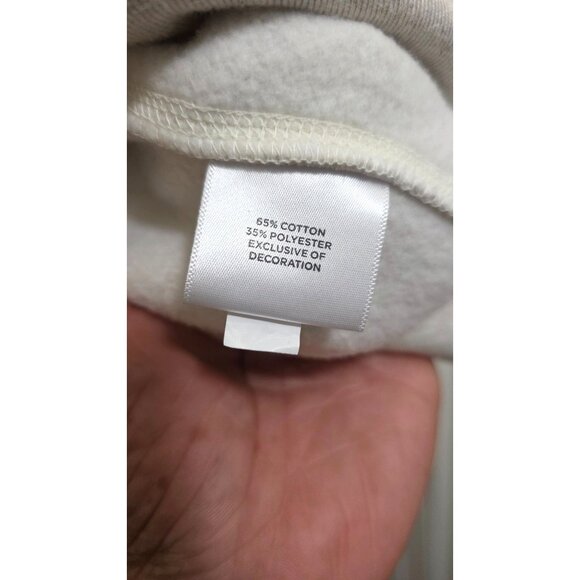 65% COTTON
35% POLYESTER
EXCLUSIVE OF
DECORATION